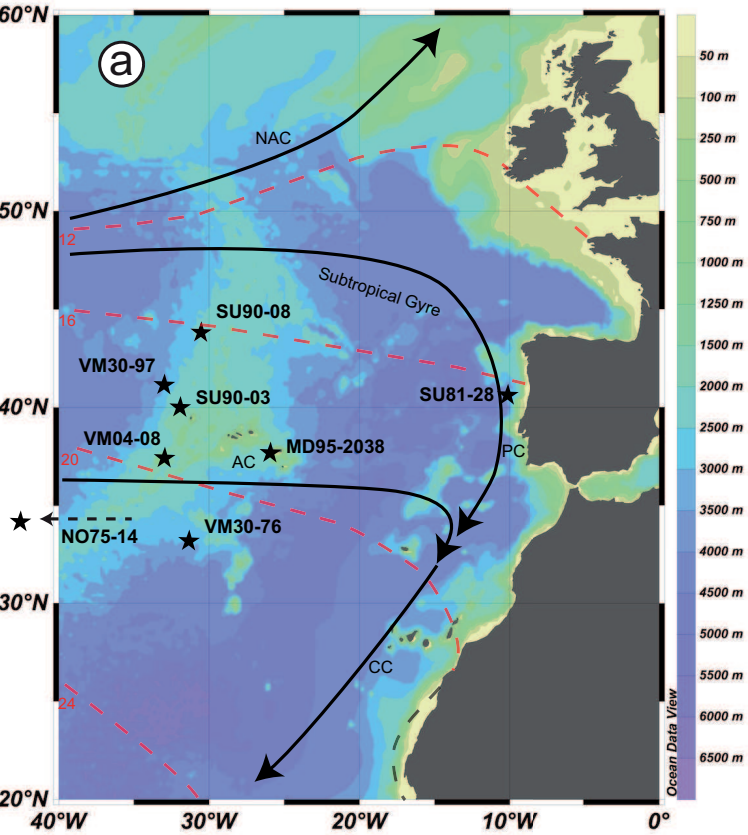 60°N
a
50 m
100 m
NAC
250 m
500 m
50°N
750 m
12
1000 m
Subtropical Gyre
1250 m
SU90-08
16
1500 m
VM30-97
2000 m
SU90-03
SU81-28
40°N
2500 m
VM04-08
MD95-2038
20
AC
PC
3000 m
NO75-14
VM30-76
3500 m
4000 m
30°N
4500 m
5000 m
CC
5500 m
24
6000 m
6500 m
Ocean Data View
20°N
40°W
30°W
20°W
10°W
0°